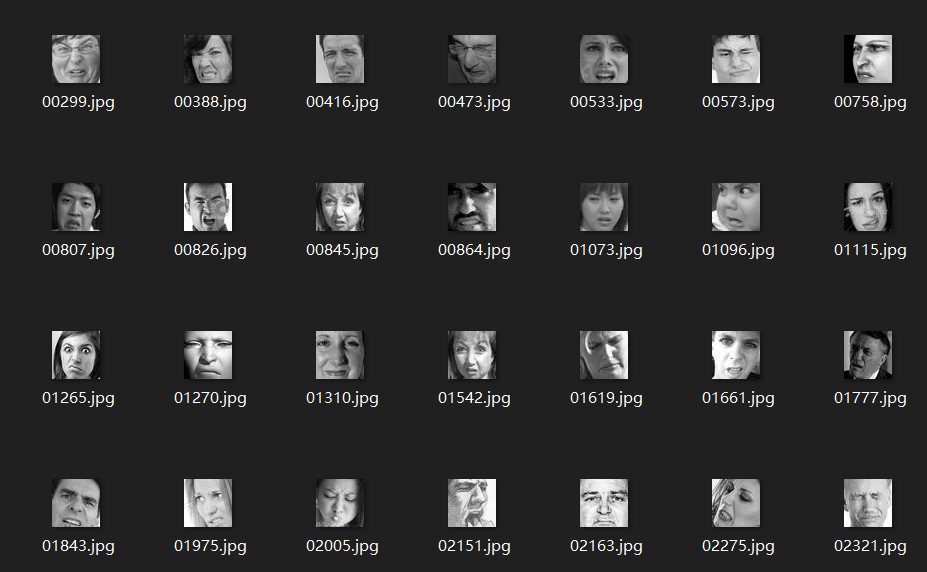 00299.jpg 00388.jpg 00416.jpg 00473.jpg 00533.jpg 00573.jpg 00758.jpg
00807.jpg 00826.jpg 00845.jpg 00864.jpg 01073.jpg 01096.jpg 01115.jpg
01265.jpg 01270.jpg 01310.jpg 01542.jpg 01619.jpg 01661.jpg 01777.jpg
01843.jpg 01975.jpg 02005.jpg 02151.jpg 02163.jpg 02275.jpg 02321.jpg